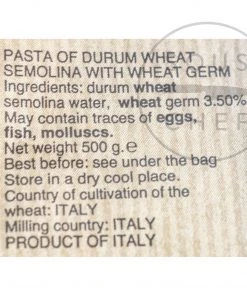 PASTA OF DURUM WHEAT
SEMOLINA WITH WHEAT GERM
Ingredients: durum wheat
semolina water, wheat germ 3.50%
May contain traces of eggs,
fish, molluscs.
Net weight 500 g.e
Best before: see under the bag
Store in a dry cool place.
Country of cultivation of the
wheat: ITALY
Milling country: ITALY
PRODUCT OF ITALY